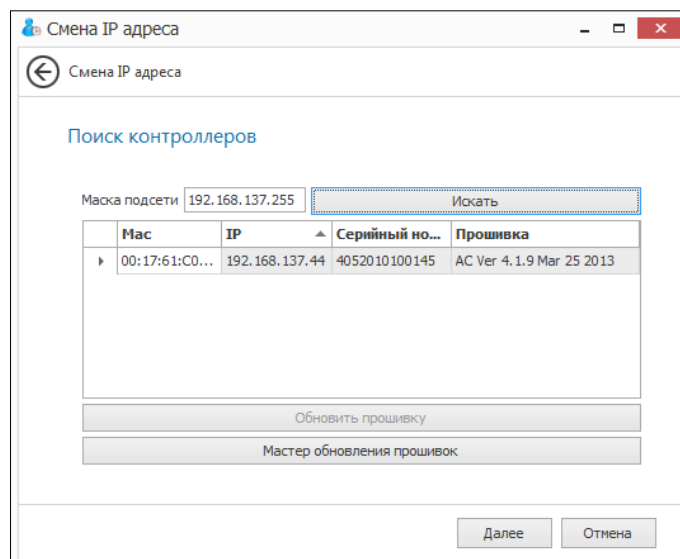 Смена IP адреса
Смена IP адреса
Поиск контроллеров
Маска подсети 192.168.137.255 Искать
Mac IP Серийный но... Прошивка
00:17:61:C0... 192.168.137.44 4052010100145 AC Ver 4.1.9 Mar 25 2013
Обновить прошивку
Мастер обновления прошивок
Далее Отмена